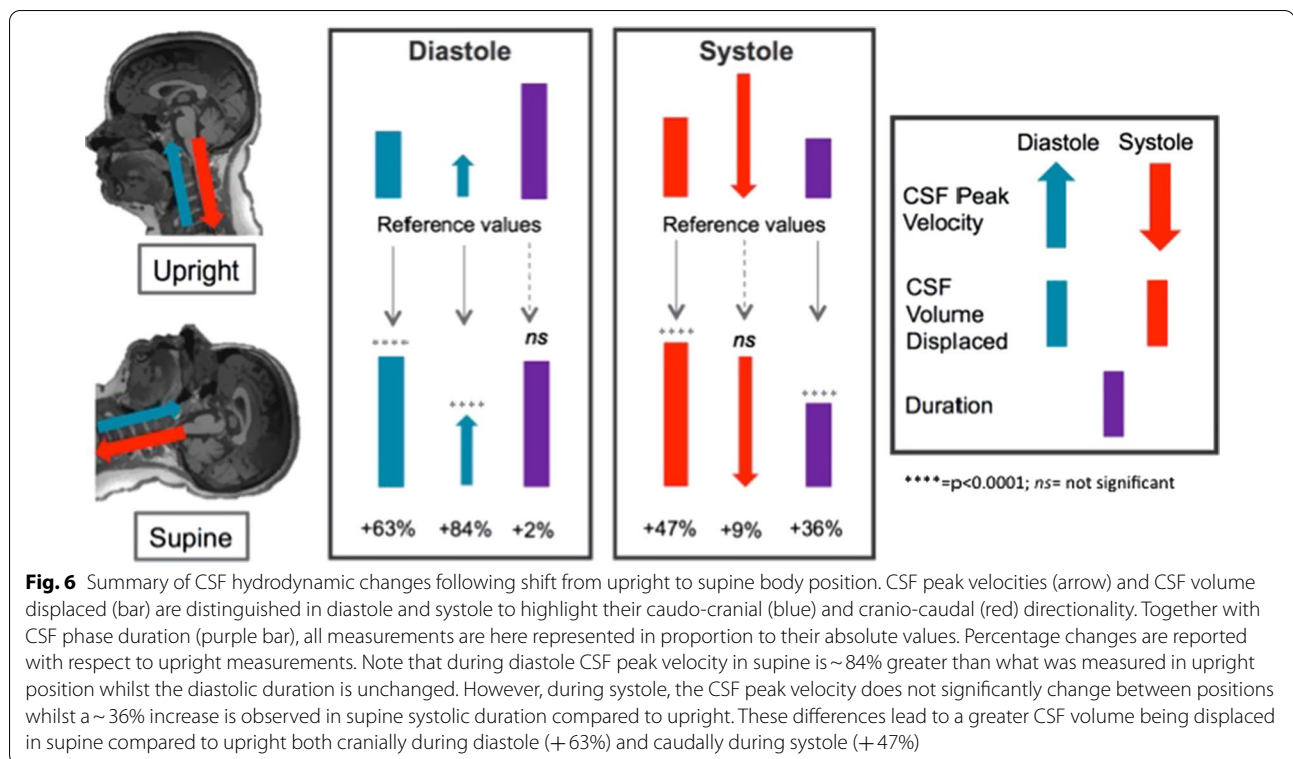 Diastole
Systole
Upright
Supine
Reference values
Reference values
****
ns
****
****
ns
****
+63% +84% +2%
+47% +9% +36%
Diastole Systole
CSF Peak
Velocity
CSF
Volume
Displaced
Duration
****=p<0.0001; ns= not significant
Fig. 6 Summary of CSF hydrodynamic changes following shift from upright to supine body position. CSF peak velocities (arrow) and CSF volume
displaced (bar) are distinguished in diastole and systole to highlight their caudo-cranial (blue) and cranio-caudal (red) directionality. Together with
CSF phase duration (purple bar), all measurements are here represented in proportion to their absolute values. Percentage changes are reported
with respect to upright measurements. Note that during diastole CSF peak velocity in supine is ~ 84% greater than what was measured in upright
position whilst the diastolic duration is unchanged. However, during systole, the CSF peak velocity does not significantly change between positions
whilst a ~ 36% increase is observed in supine systolic duration compared to upright. These differences lead to a greater CSF volume being displaced
in supine compared to upright both cranially during diastole (+ 63%) and caudally during systole (+ 47%)